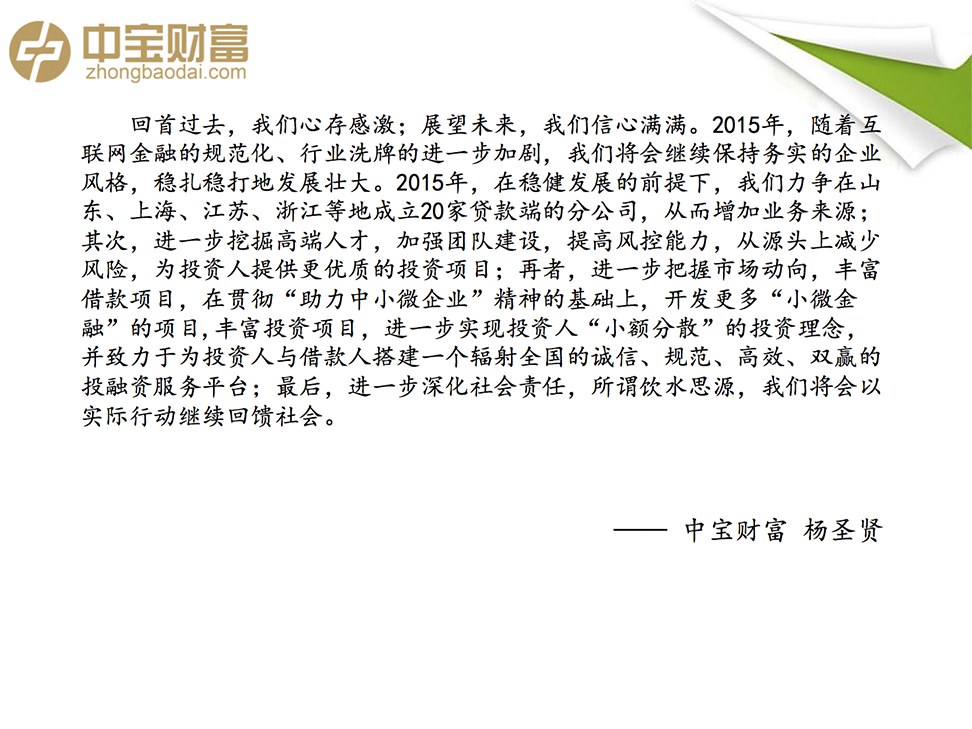 中宝财富
zhongbaodai.com
回首过去，我们心存感激；展望未来，我们信心满满。2015年，随着互
联网金融的规范化、行业洗牌的进一步加剧，我们将会继续保持务实的企业
风格，稳扎稳打地发展壮大。2015年，在稳健发展的前提下，我们力争在山
东、上海、江苏、浙江等地成立20家贷款端的分公司，从而增加业务来源；
其次，进一步挖掘高端人才，加强团队建设，提高风控能力，从源头上减少
风险，为投资人提供更优质的投资项目；再者，进一步把握市场动向，丰富
借款项目，在贯彻“助力中小微企业”精神的基础上，开发更多“小微金
融”的项目,丰富投资项目，进一步实现投资人“小额分散”的投资理念，
并致力于为投资人与借款人搭建一个辐射全国的诚信、规范、高效、双赢的
投融资服务平台；最后，进一步深化社会责任，所谓饮水思源，我们将会以
实际行动继续回馈社会。
—— 中宝财富 杨圣贤